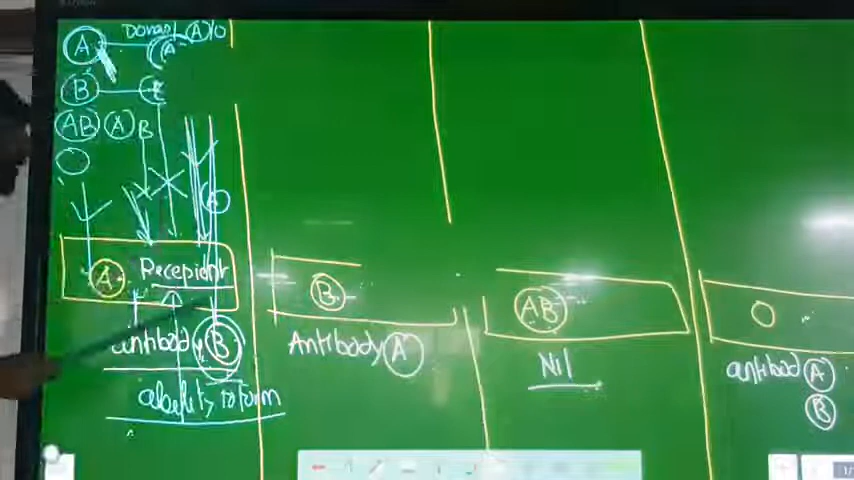 Donor A/O
A
A
B
AB A B
O
A
A Recepient
antibody B
ability to form
B
Antibody A
AB
Nil
O
antibody A
B